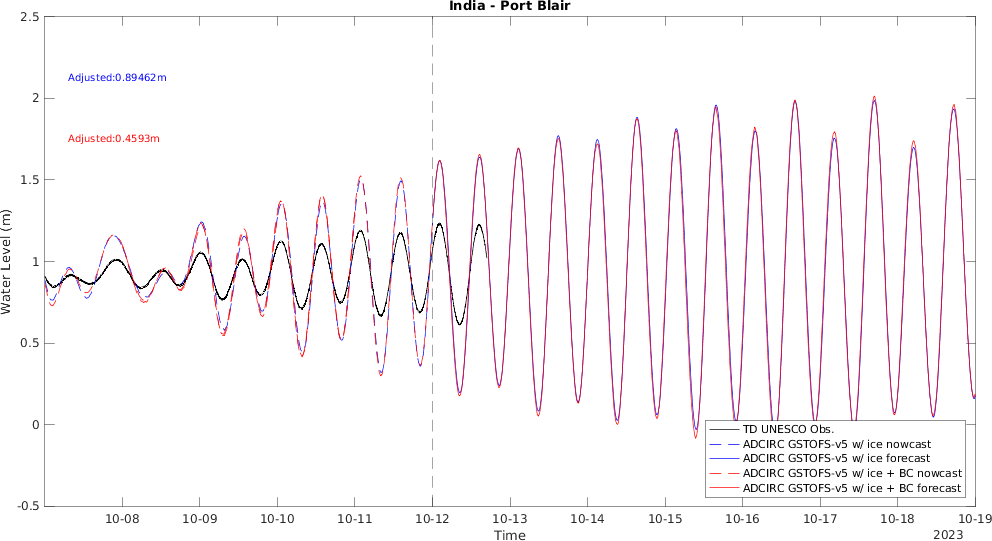 India - Port Blair
2.5
2
1.5
1
0.5
0
-0.5
Water Level (m)
Adjusted:0.89462m
Adjusted:0.4593m
TD UNESCO Obs.
ADCIRC GSTOFS-v5 w/ ice nowcast
ADCIRC GSTOFS-v5 w/ ice forecast
ADCIRC GSTOFS-v5 w/ ice + BC nowcast
ADCIRC GSTOFS-v5 w/ ice + BC forecast
10-08 10-09 10-10 10-11 10-12 10-13 10-14 10-15 10-16 10-17 10-18 10-19
Time
2023